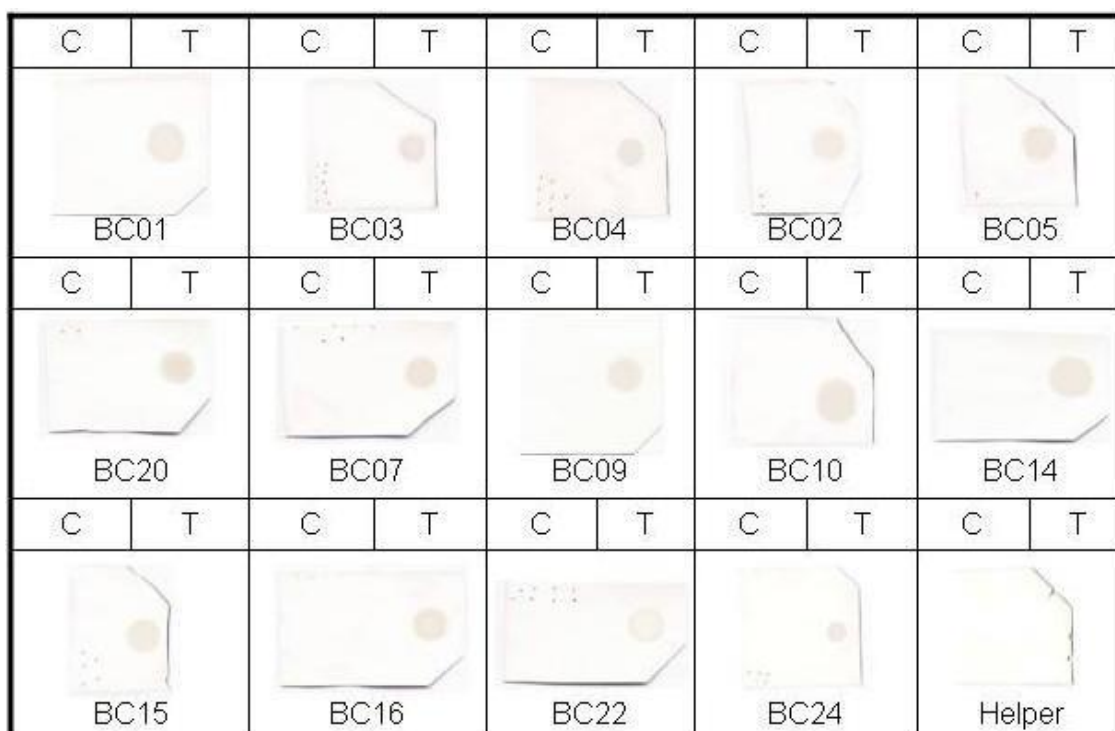 C T C T C T C T C T
BC01 BC03 BC04 BC02 BC05
C T C T C T C T C T
BC20 BC07 BC09 BC10 BC14
C T C T C T C T C T
BC15 BC16 BC22 BC24 Helper